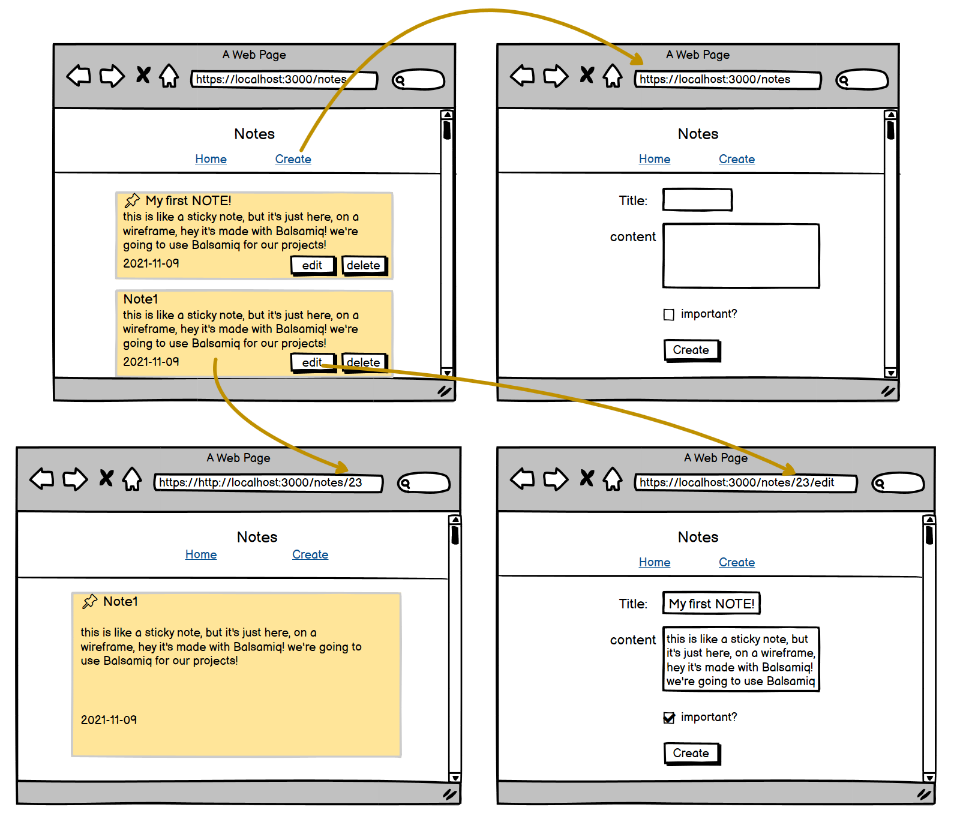 A Web Page
https://localhost:3000/notes
Notes
Home Create
My first NOTE!
this is like a sticky note, but it's just here, on a
wireframe, hey it's made with Balsamiq! we're
going to use Balsamiq for our projects!
2021-11-09 edit delete
Note1
this is like a sticky note, but it's just here, on a
wireframe, hey it's made with Balsamiq! we're
going to use Balsamiq for our projects!
2021-11-09 edit delete
A Web Page
https://localhost:3000/notes
Notes
Home Create
Title:
content
important?
Create
A Web Page
https://http://localhost:3000/notes/23
Notes
Home Create
Note1
this is like a sticky note, but it's just here, on a
wireframe, hey it's made with Balsamiq! we're going to
use Balsamiq for our projects!
2021-11-09
A Web Page
https://localhost:3000/notes/23/edit
Notes
Home Create
Title: My first NOTE!
content this is like a sticky note, but
it's just here, on a wireframe,
hey it's made with Balsamiq!
we're going to use Balsamiq
important?
Create